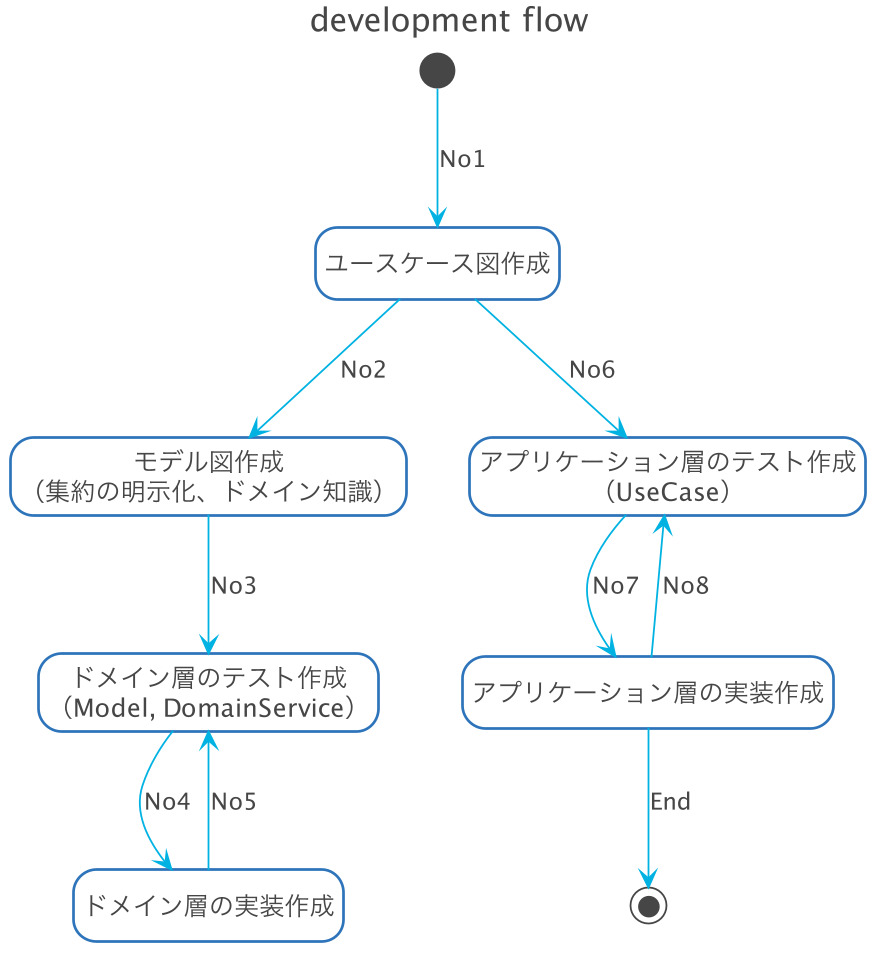 development flow
No1
ユースケース図作成
No2
No6
モデル図作成
（集約の明示化、ドメイン知識）
アプリケーション層のテスト作成
（UseCase）
No3
No7
No8
ドメイン層のテスト作成
（Model, DomainService）
アプリケーション層の実装作成
No4
No5
End
ドメイン層の実装作成